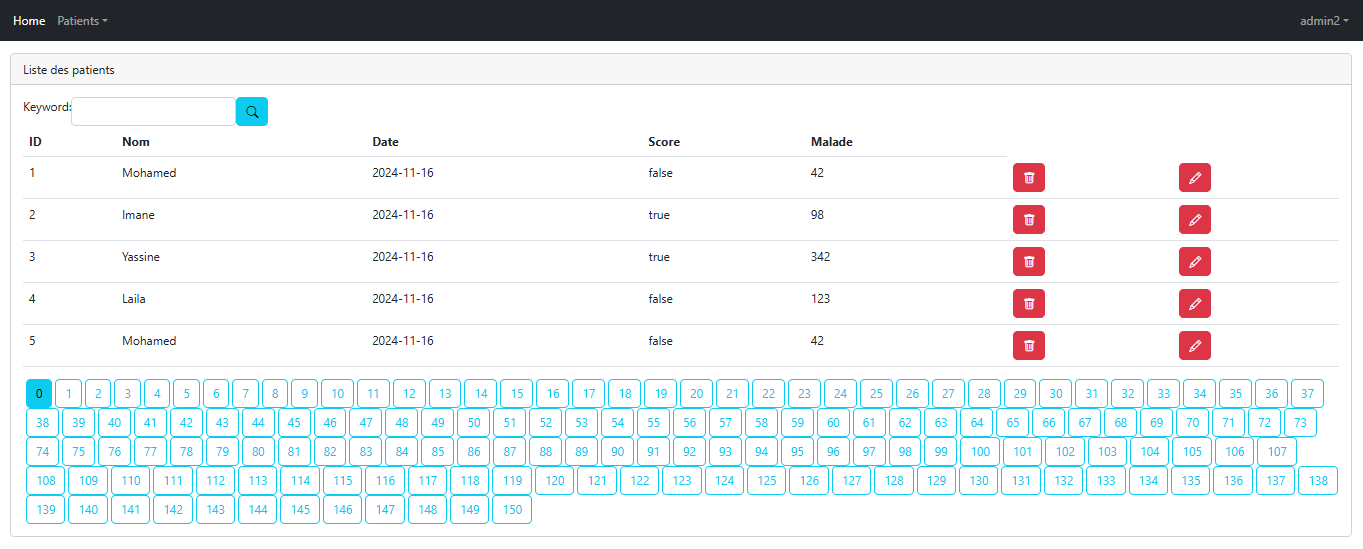 Home Patients admin2
Liste des patients
Keyword:
ID Nom Date Score Malade
1 Mohamed 2024-11-16 false 42
2 Imane 2024-11-16 true 98
3 Yassine 2024-11-16 true 342
4 Laila 2024-11-16 false 123
5 Mohamed 2024-11-16 false 42
0 1 2 3 4 5 6 7 8 9 10 11 12 13 14 15 16 17 18 19 20 21 22 23 24 25 26 27 28 29 30 31 32 33 34 35 36 37
38 39 40 41 42 43 44 45 46 47 48 49 50 51 52 53 54 55 56 57 58 59 60 61 62 63 64 65 66 67 68 69 70 71 72 73
74 75 76 77 78 79 80 81 82 83 84 85 86 87 88 89 90 91 92 93 94 95 96 97 98 99 100 101 102 103 104 105 106 107
108 109 110 111 112 113 114 115 116 117 118 119 120 121 122 123 124 125 126 127 128 129 130 131 132 133 134 135 136 137 138
139 140 141 142 143 144 145 146 147 148 149 150